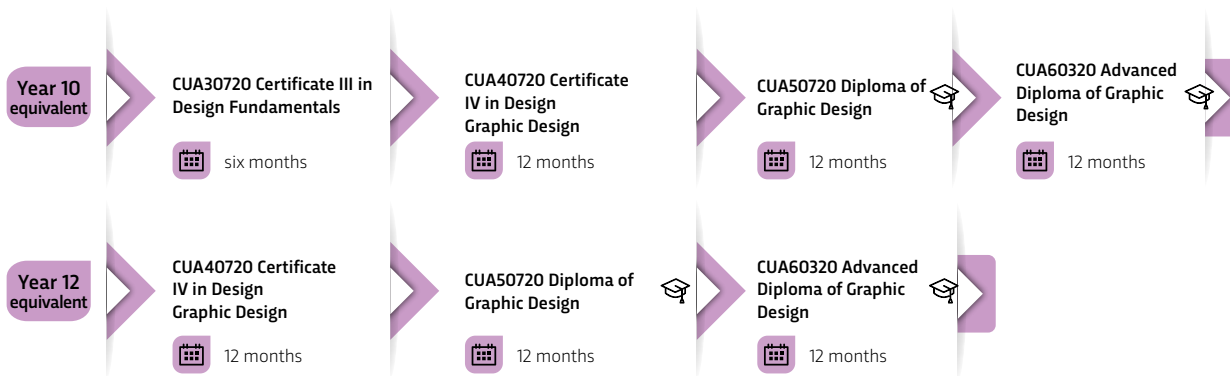 Year 10
equivalent
CUA30720 Certificate III in
Design Fundamentals
six months
CUA40720 Certificate
IV in Design
Graphic Design
12 months
CUA50720 Diploma of
Graphic Design
12 months
CUA60320 Advanced
Diploma of Graphic
Design
12 months
Year 12
equivalent
CUA40720 Certificate
IV in Design
Graphic Design
12 months
CUA50720 Diploma of
Graphic Design
12 months
CUA60320 Advanced
Diploma of Graphic
Design
12 months